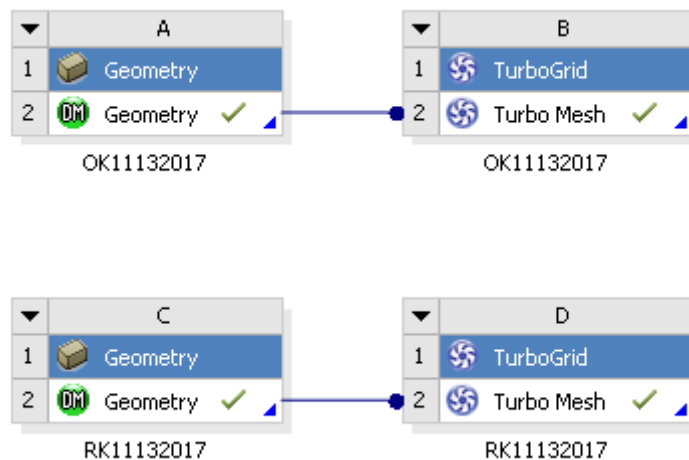 A
1 Geometry
2 DM Geometry
OK11132017
B
1 TurboGrid
2 Turbo Mesh
OK11132017
C
1 Geometry
2 DM Geometry
RK11132017
D
1 TurboGrid
2 Turbo Mesh
RK11132017